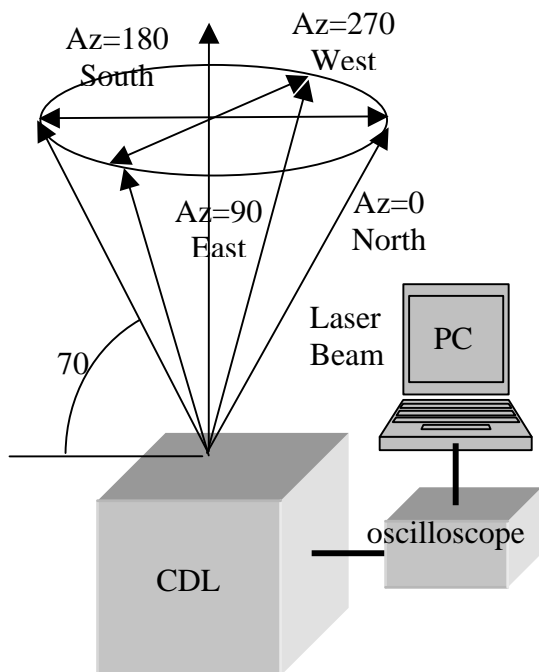 Az=180
South
Az=270
West
Az=90
East
Az=0
North
70
Laser
Beam
PC
oscilloscope
CDL